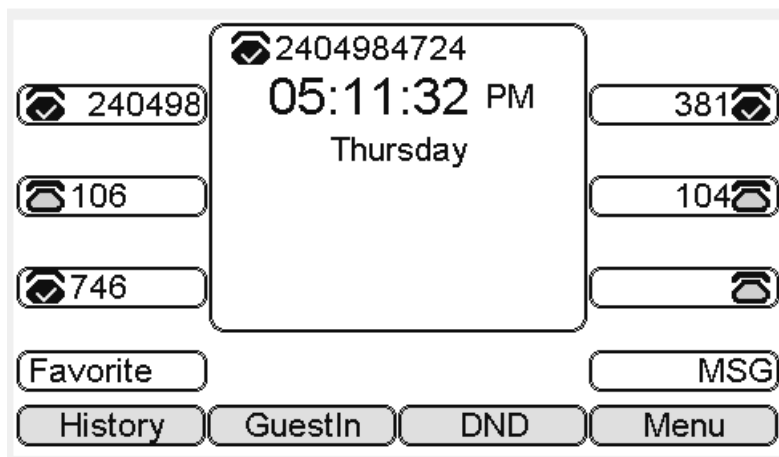 2404984724
240498 05:11:32 PM 381
Thursday
106 104
746
Favorite MSG
History GuestIn DND Menu